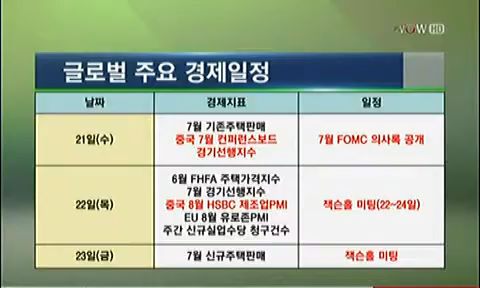 글로벌 주요 경제일정
날짜 경제지표 일정
21일(수)
7월 기존주택판매
중국 7월 컨퍼런스보드
경기선행지수
7월 FOMC 의사록 공개
22일(목)
6월 FHFA 주택가격지수
7월 경기선행지수
중국 8월 HSBC 제조업PMI
EU 8월 유로존PMI
주간 신규실업수당 청구건수
잭슨홀 미팅(22~24일)
23일(금)
7월 신규주택판매
잭슨홀 미팅